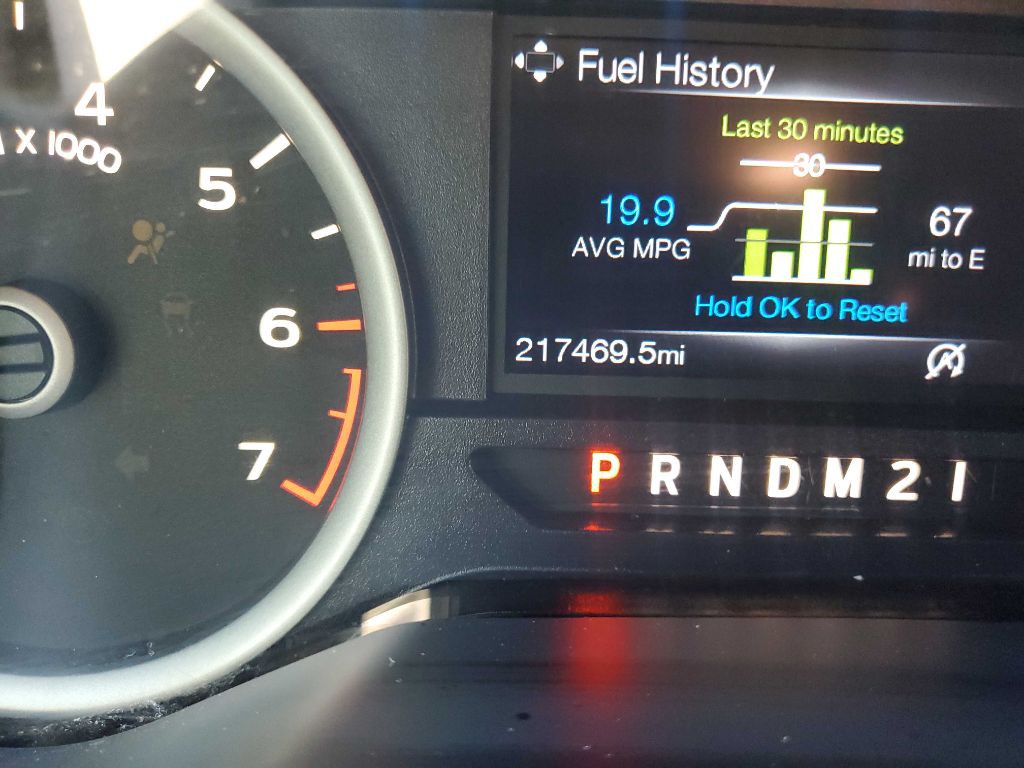 4
X 1000
5
6
7
Fuel History
Last 30 minutes
30
19.9
AVG MPG
67
mi to E
Hold OK to Reset
217469.5mi
P R N D M 2 1